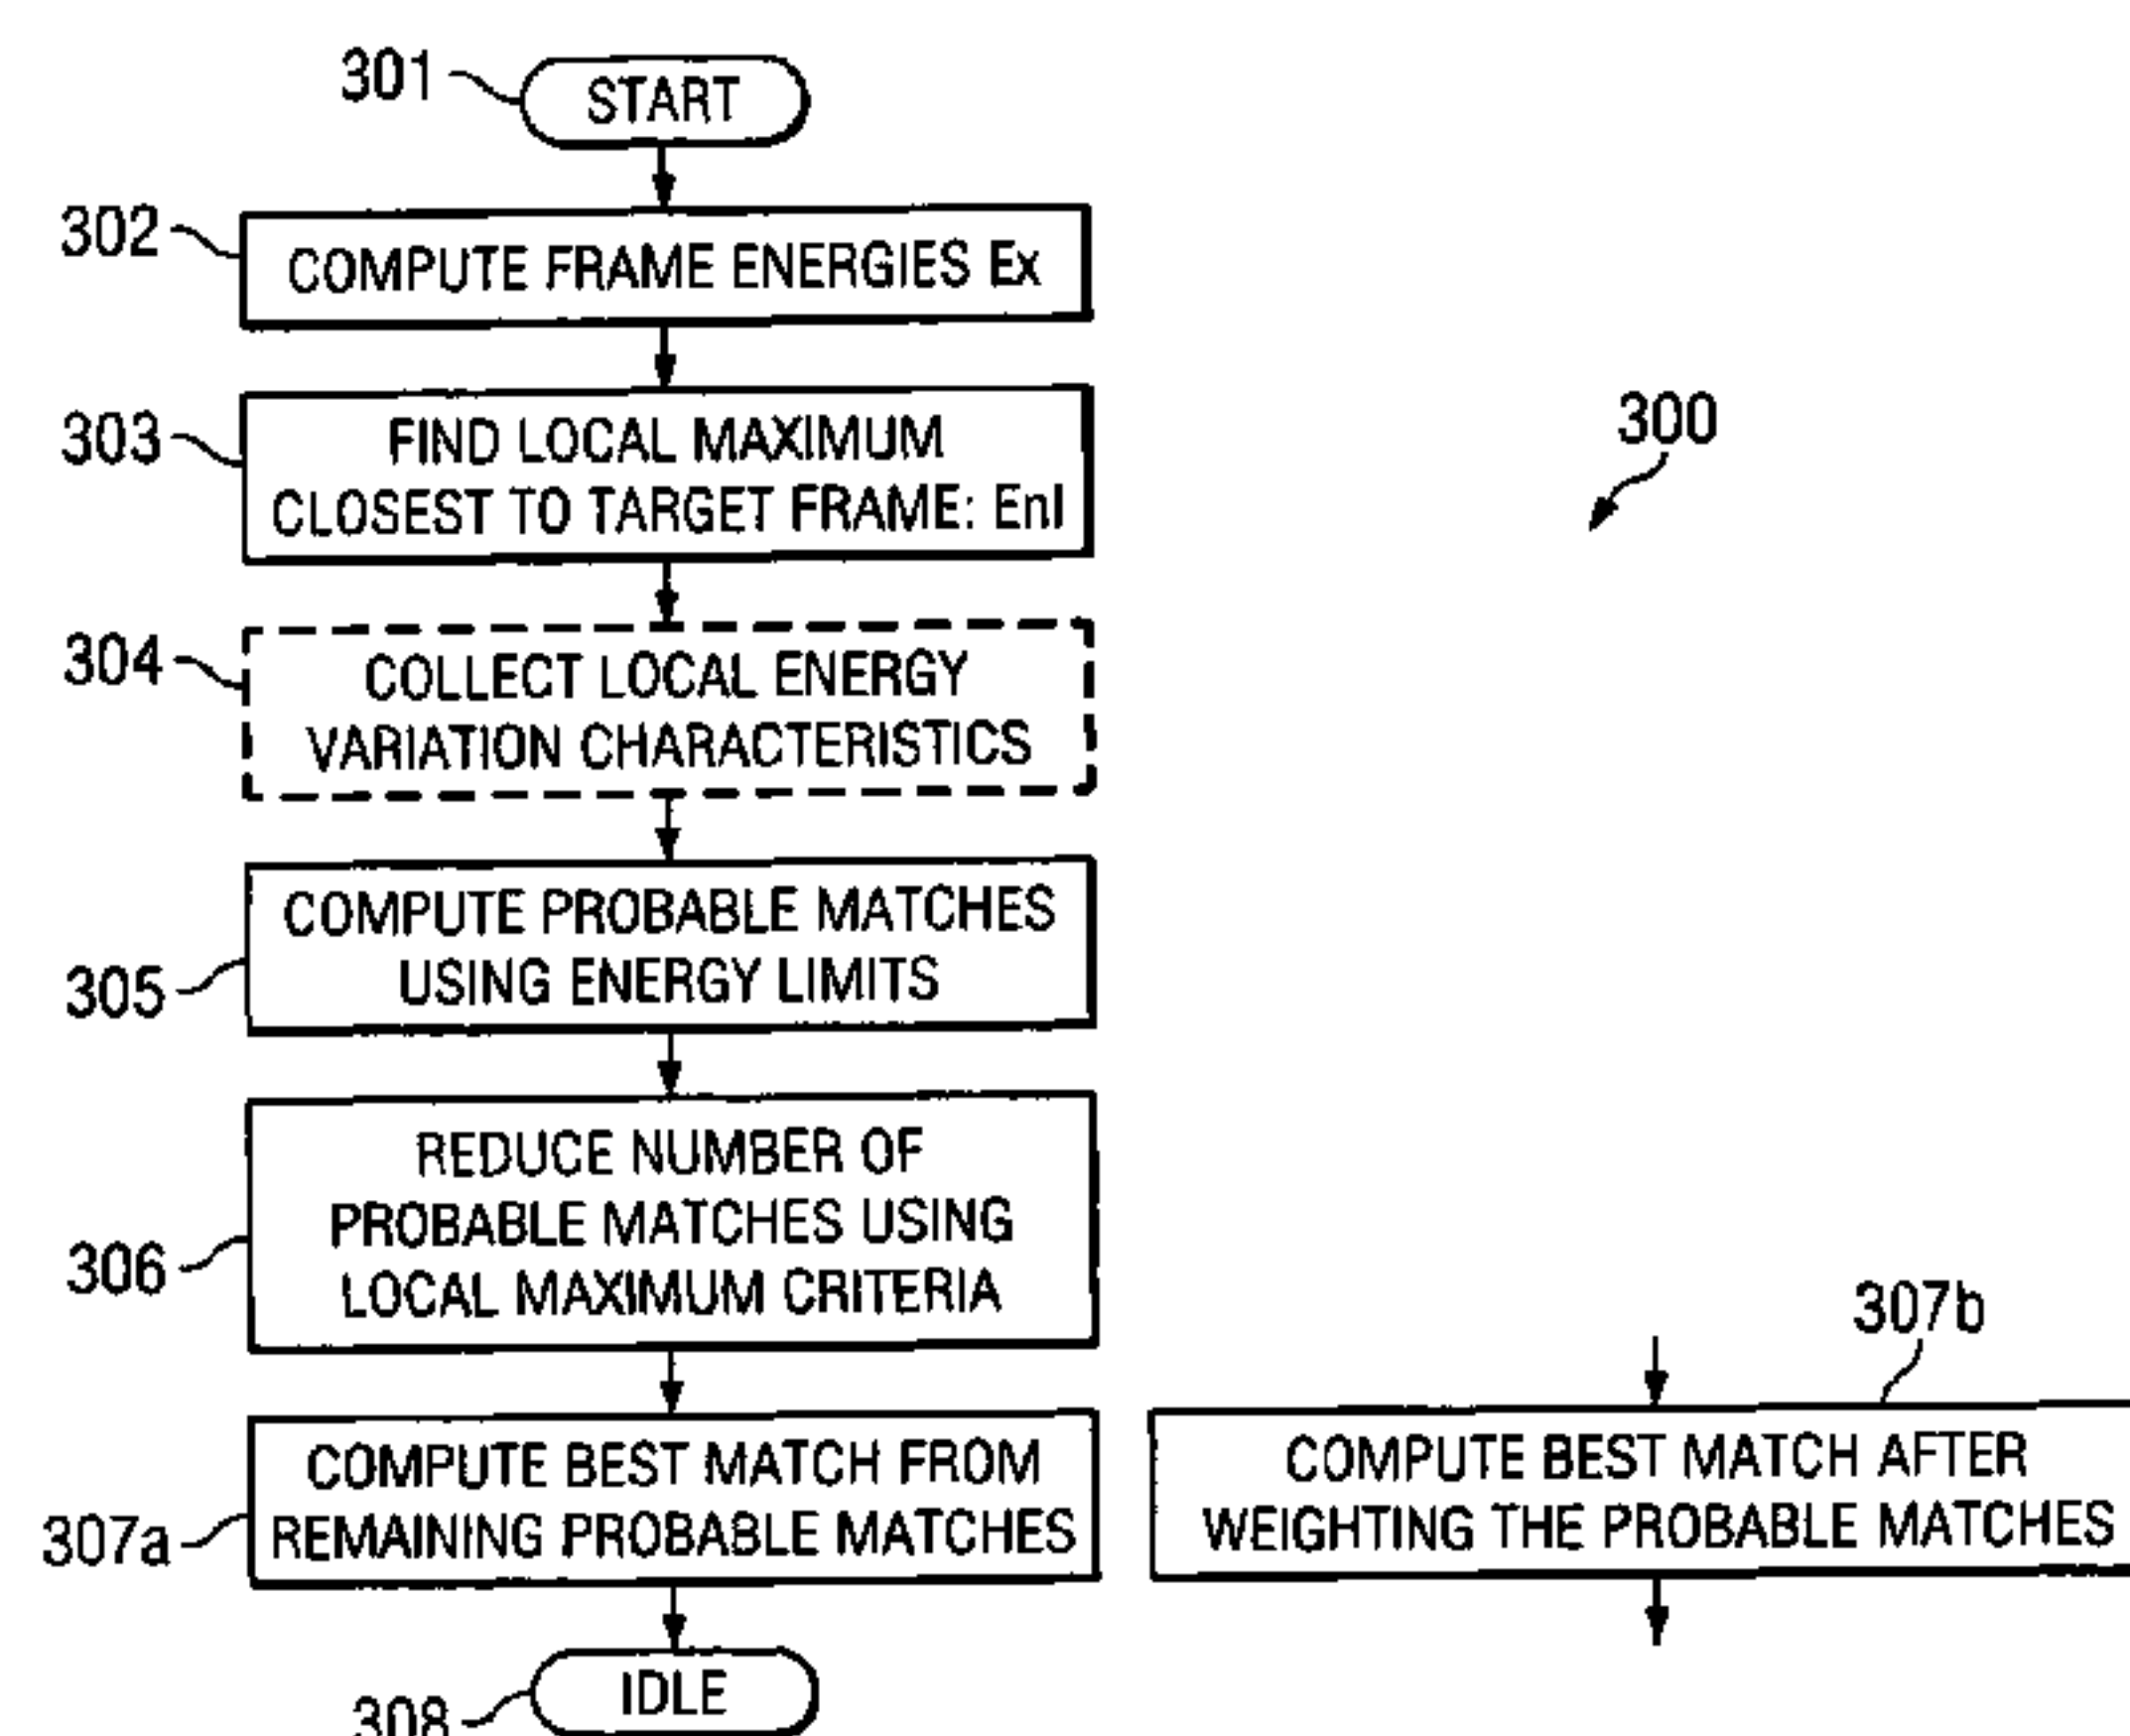 301
START
302
COMPUTE FRAME ENERGIES Ex
303
FIND LOCAL MAXIMUM
CLOSEST TO TARGET FRAME: Enl
300
304
COLLECT LOCAL ENERGY
VARIATION CHARACTERISTICS
COMPUTE PROBABLE MATCHES
USING ENERGY LIMITS
305
REDUCE NUMBER OF
PROBABLE MATCHES USING
LOCAL MAXIMUM CRITERIA
306
307b
COMPUTE BEST MATCH FROM
REMAINING PROBABLE MATCHES
307a
COMPUTE BEST MATCH AFTER
WEIGHTING THE PROBABLE MATCHES
IDLE
308